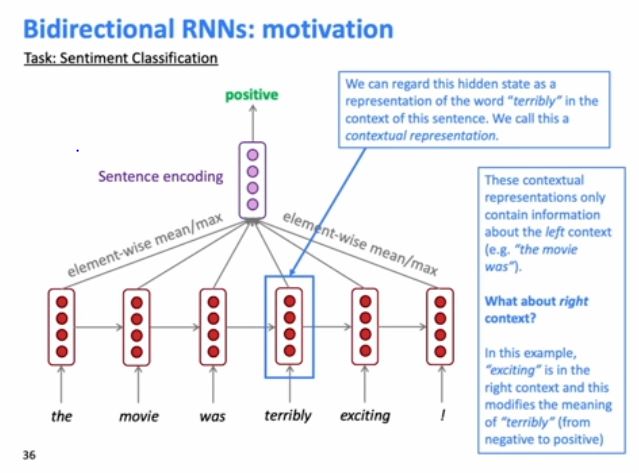 Bidirectional RNNs: motivation
Task: Sentiment Classification
positive
We can regard this hidden state as a
representation of the word "terribly" in the
context of this sentence. We call this a
contextual representation.
Sentence encoding
element-wise mean/max
element-wise mean/max
These contextual
representations only
contain information
about the left context
(e.g. "the movie
was").
What about right
context?
In this example,
"exciting" is in the
right context and this
modifies the meaning
of "terribly" (from
negative to positive)
the movie was terribly exciting !
36